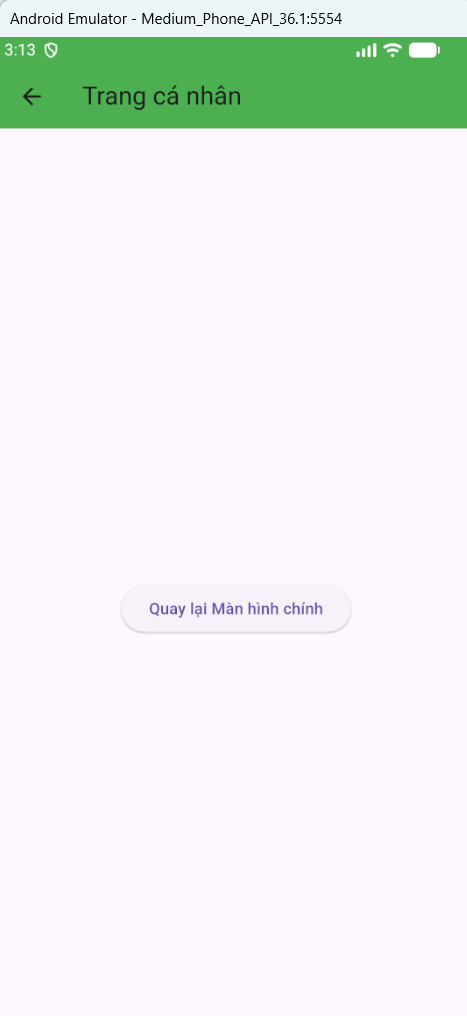 Android Emulator - Medium_Phone_API_36.1:5554
3:13
Trang cá nhân
Quay lại Màn hình chính